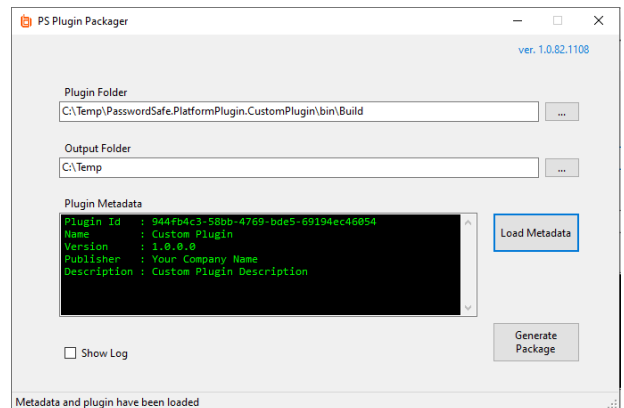 PS Plugin Packager
ver. 1.0.82.1108
Plugin Folder
C:\Temp\PasswordSafe.PlatformPlugin.CustomPlugin\bin\Build
...
Output Folder
C:\Temp
...
Plugin Metadata
Plugin Id : 944fb4c3-58bb-4769-bde5-69194ec46054
Name : Custom Plugin
Version : 1.0.0.0
Publisher : Your Company Name
Description : Custom Plugin Description
Load Metadata
Generate
Package
Show Log
Metadata and plugin have been loaded